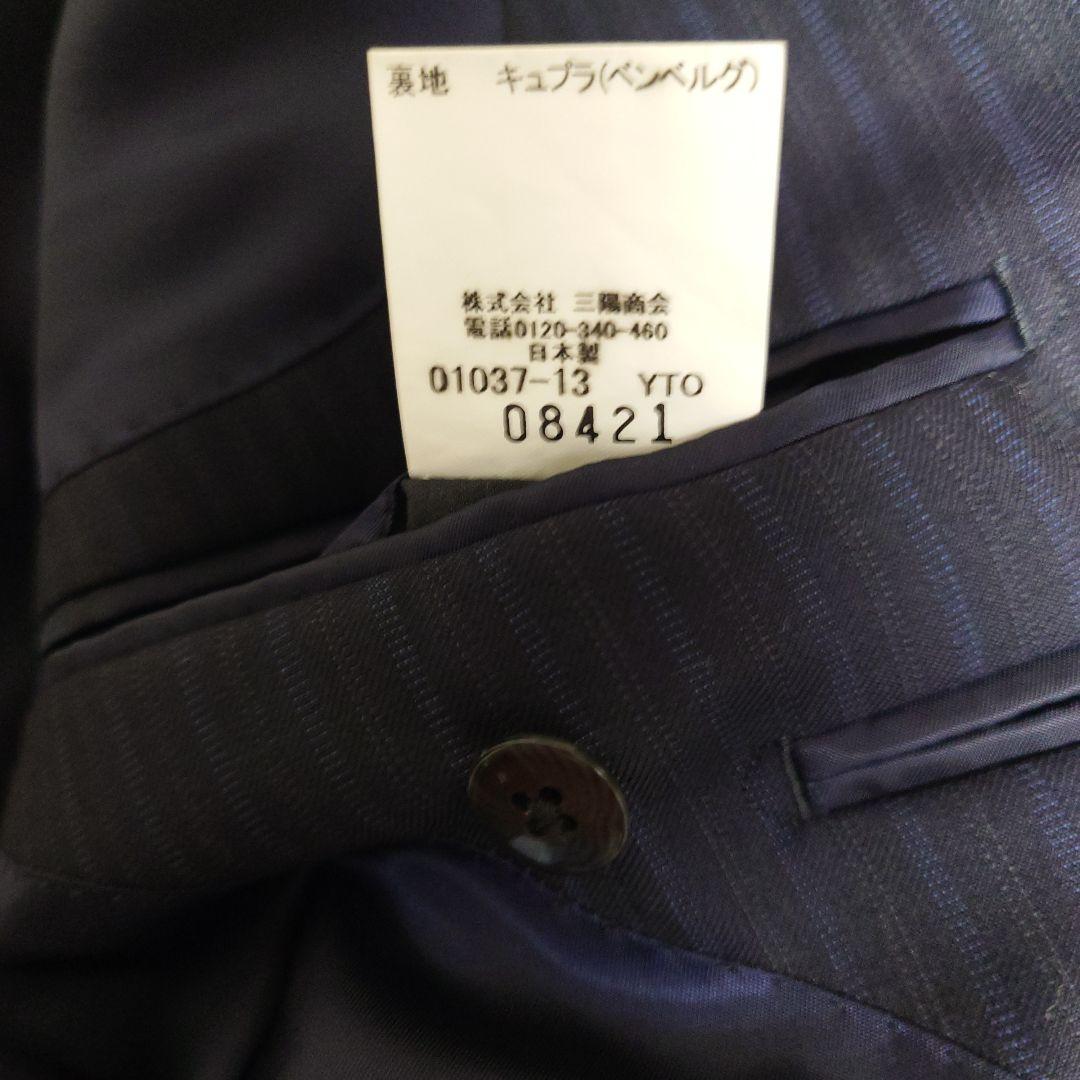 裏地 キュプラ(ベンベルグ)
株式会社 三陽商会
電話0120-340-460
日本製
01037-13 YTO
08421